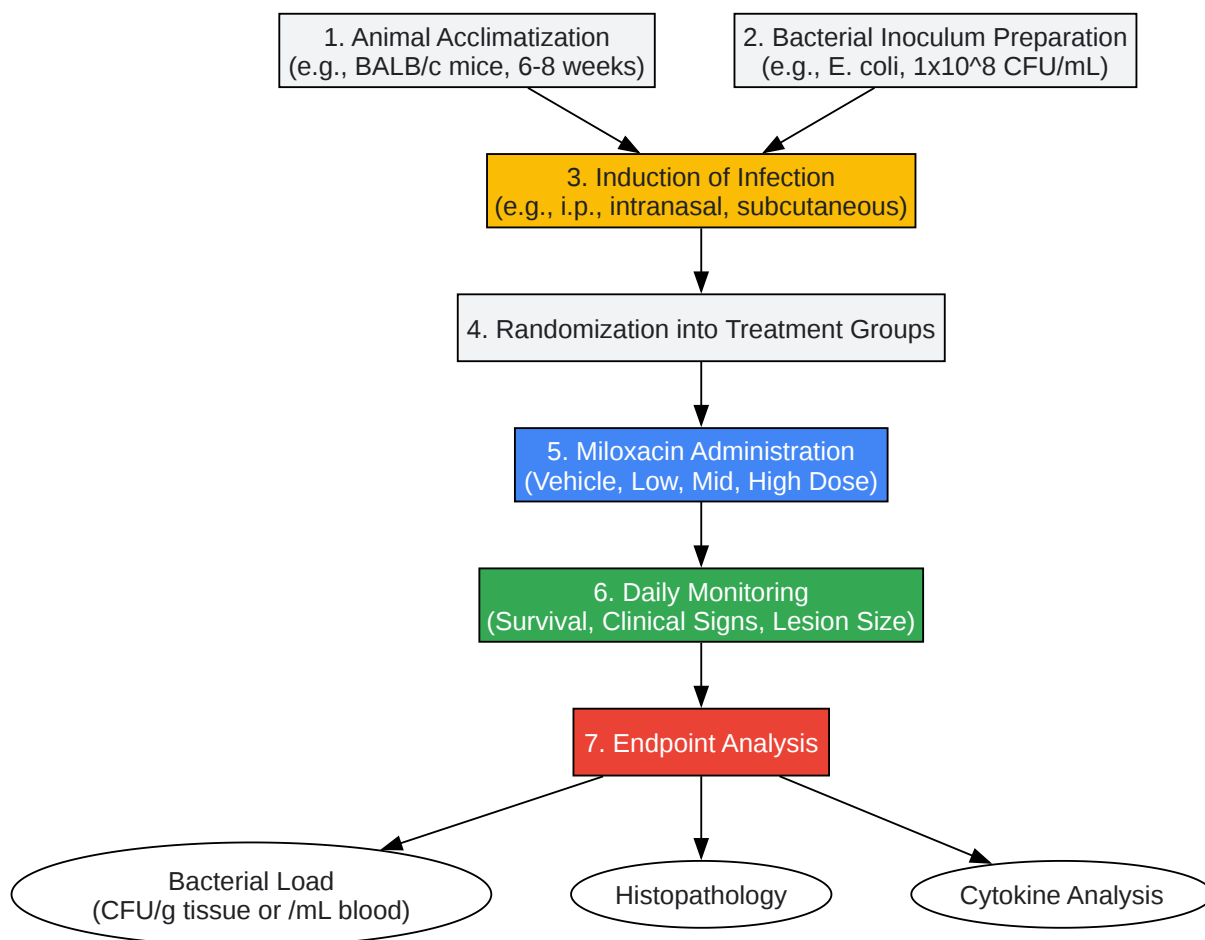 1. Animal Acclimatization
(e.g., BALB/c mice, 6-8 weeks)
2. Bacterial Inoculum Preparation
(e.g., E. coli, 1x10^8 CFU/mL)
3. Induction of Infection
(e.g., i.p., intranasal, subcutaneous)
4. Randomization into Treatment Groups
5. Miloxacin Administration
(Vehicle, Low, Mid, High Dose)
6. Daily Monitoring
(Survival, Clinical Signs, Lesion Size)
7. Endpoint Analysis
Bacterial Load
(CFU/g tissue or /mL blood)
Histopathology
Cytokine Analysis